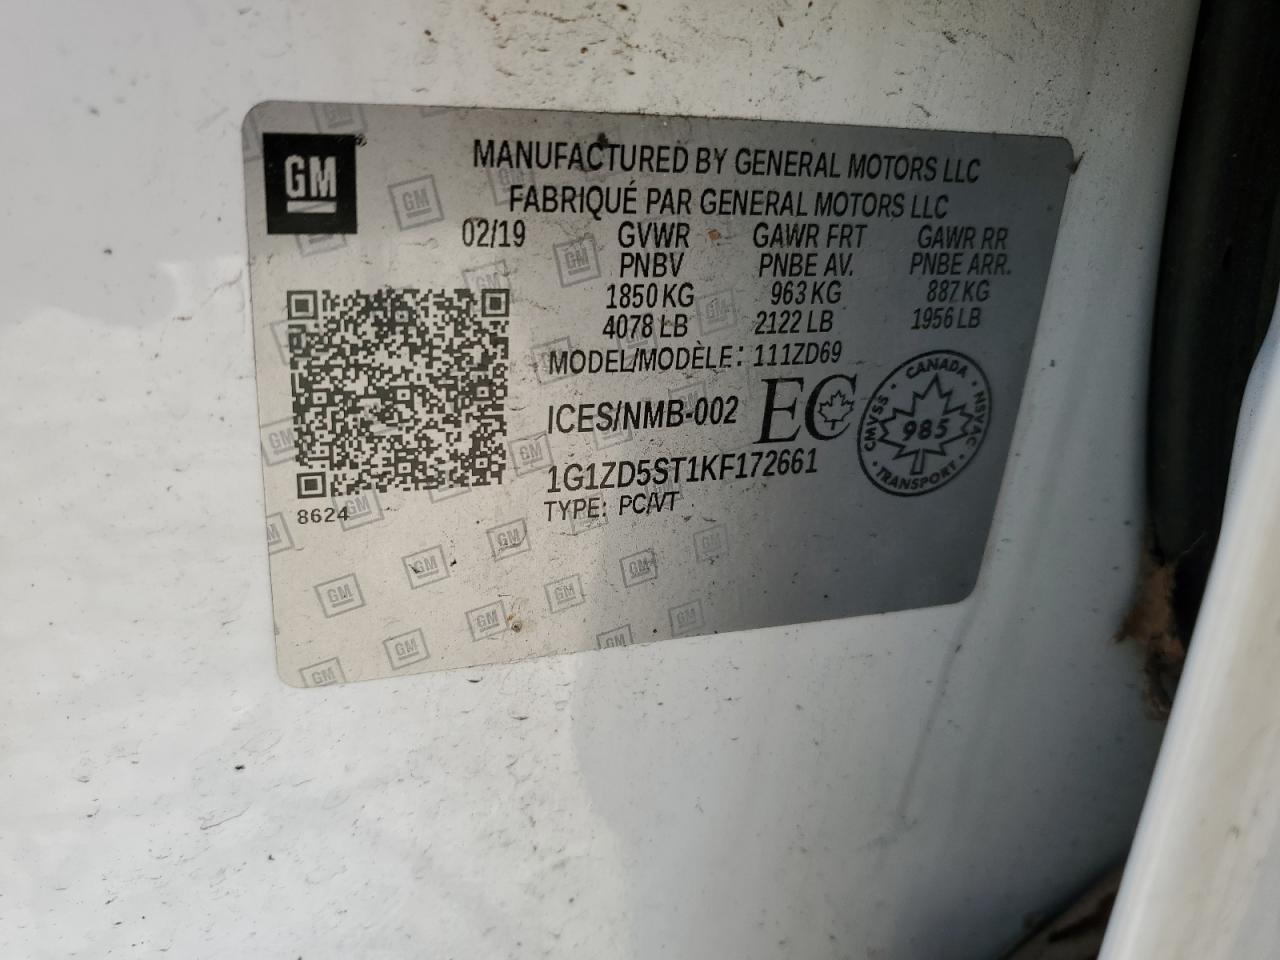 GM
MANUFACTURED BY GENERAL MOTORS LLC
FABRIQUÉ PAR GENERAL MOTORS LLC
02/19 GVWR GAWR FRT GAWR RR
PNBV PNBE AV. PNBE ARR.
1850 KG 963 KG 887 KG
4078 LB 2122 LB 1956 LB
MODEL/MODÈLE: 111ZD69
ICES/NMB-002 EC
CANADA
CMVSS 985 NSVAC
TRANSPORT
1G1ZD5ST1KF172661
TYPE: PC/VT
8624